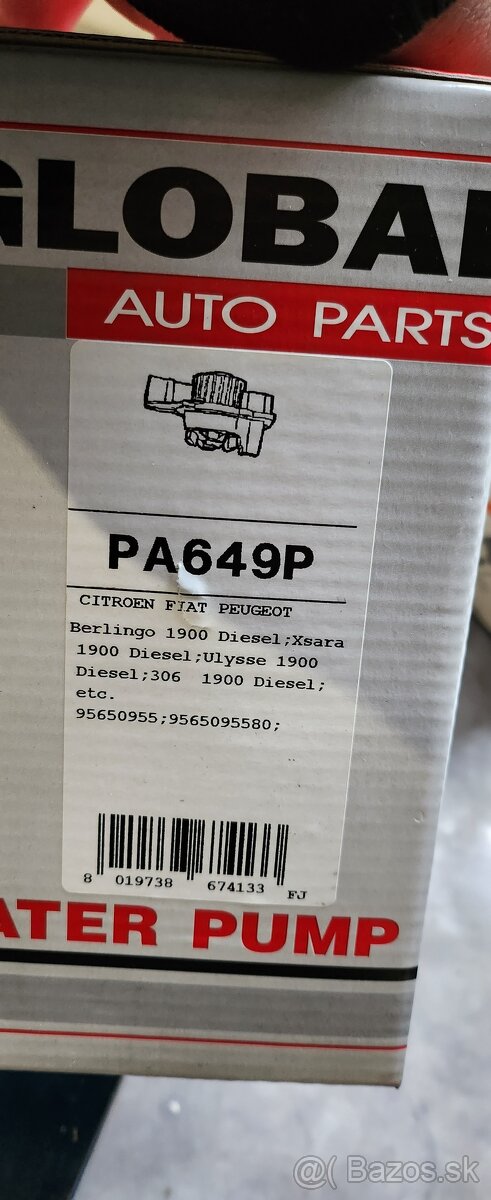 GLOBAL
AUTO PARTS
PA649P
CITROEN FIAT PEUGEOT
Berlingo 1900 Diesel;Xsara
1900 Diesel;Ulysse 1900
Diesel;306 1900 Diesel;
etc.
95650955;9565095580;
8 019738 674133 FJ
ATER PUMP
@( Bazos.sk